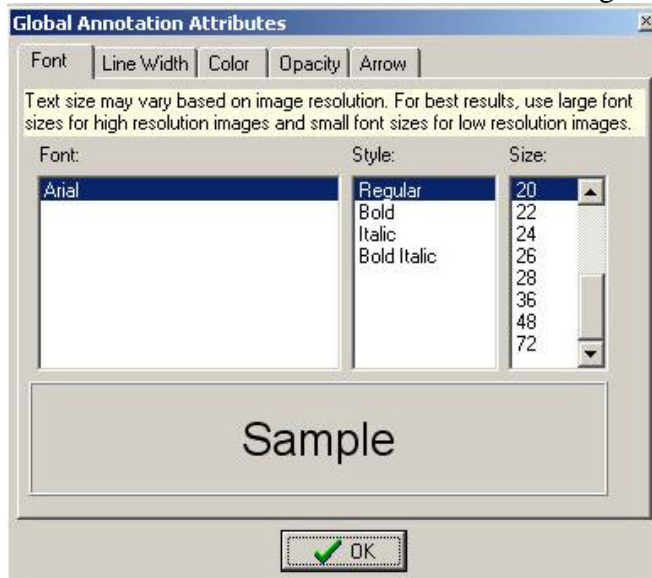 Global Annotation Attributes
Font Line Width Color Opacity Arrow
Text size may vary based on image resolution. For best results, use large font
sizes for high resolution images and small font sizes for low resolution images.
Font: Style: Size:
Arial Regular 20
Bold 22
Italic 24
Bold Italic 26
28
36
48
72
Sample
OK